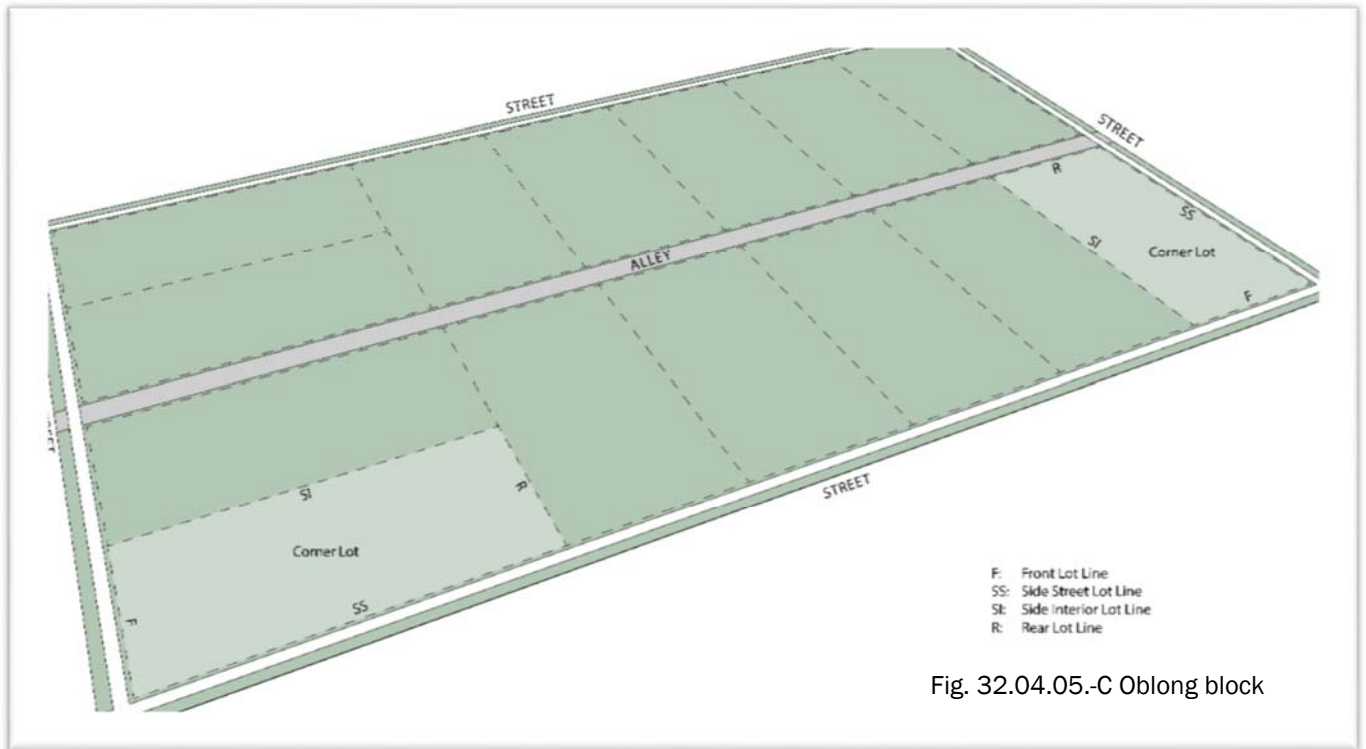 STREET
STREET
R
SS
SI
Corner Lot
F
ALLEY
STREET
SI
R
Corner Lot
F
SS
F: Front Lot Line
SS: Side Street Lot Line
SI: Side Interior Lot Line
R: Rear Lot Line
Fig. 32.04.05.-C Oblong block